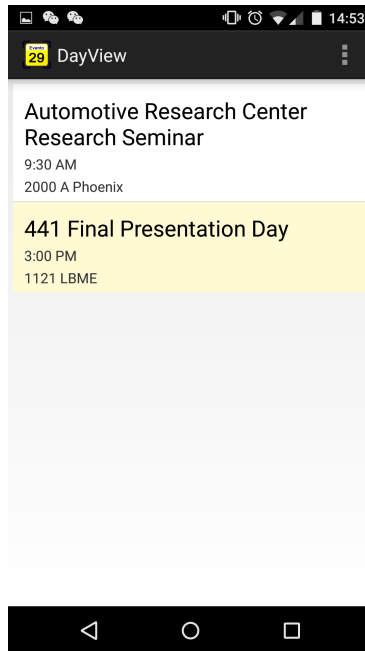 14:53
Events
29
DayView
Automotive Research Center
Research Seminar
9:30 AM
2000 A Phoenix
441 Final Presentation Day
3:00 PM
1121 LBME